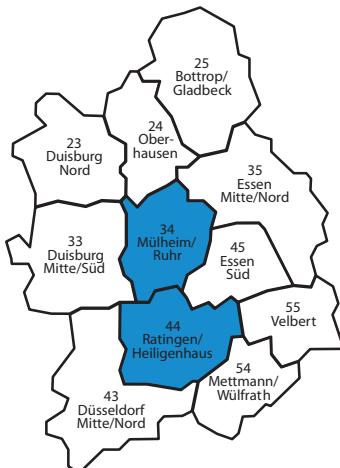 25
Bottrop/
Gladbeck
24
Ober-
hausen
23
Duisburg
Nord
35
Essen
Mitte/Nord
34
Mülheim/
Ruhr
33
Duisburg
Mitte/Süd
45
Essen
Süd
55
Velbert
44
Ratingen/
Heiligenhaus
54
Mettmann/
Wülfrath
43
Düsseldorf
Mitte/Nord